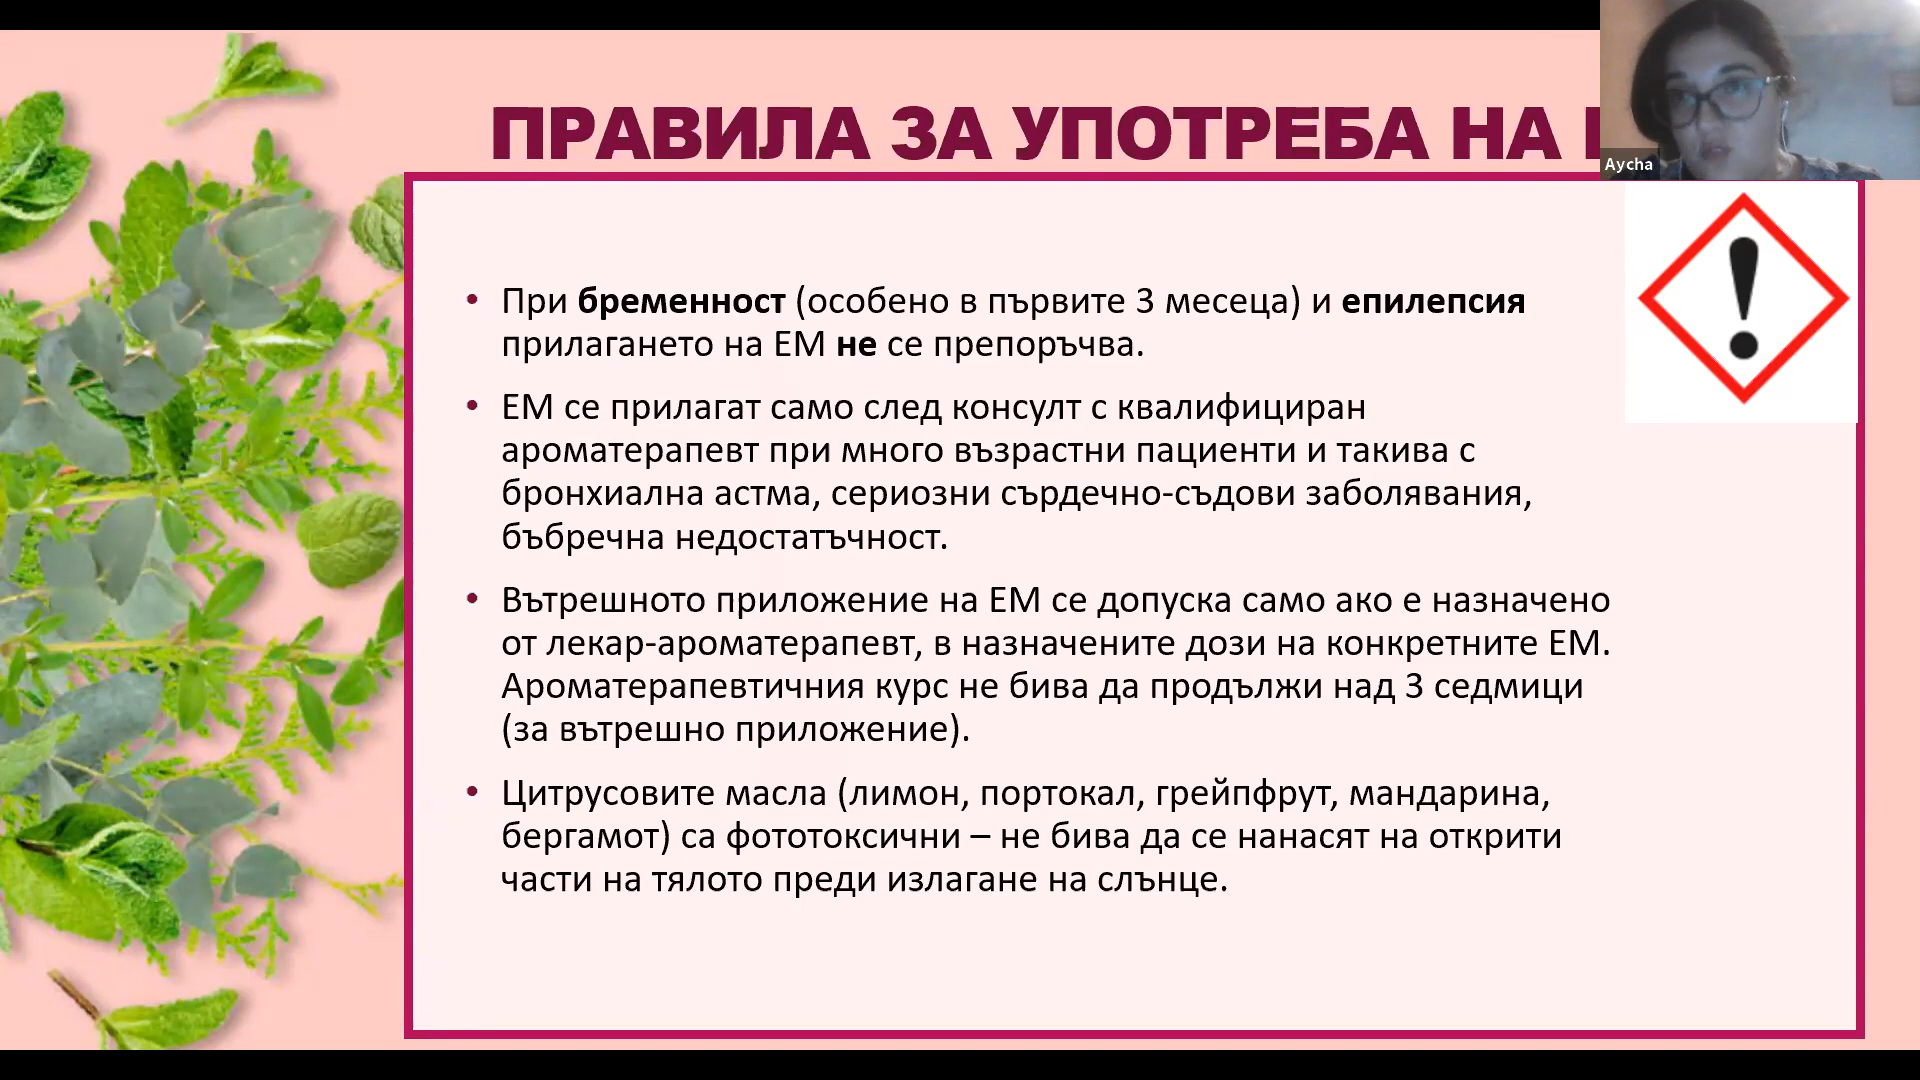 ПРАВИЛА ЗА УПОТРЕБА НА
Aycha
• При бременност (особено в първите 3 месеца) и епилепсия
прилагането на ЕМ не се препоръчва.
• ЕМ се прилагат само след консулт с квалифициран
ароматерапевт при много възрастни пациенти и такива с
бронхиална астма, сериозни сърдечно-съдови заболявания,
бъбречна недостатъчност.
• Вътрешното приложение на ЕМ се допуска само ако е назначено
от лекар-ароматерапевт, в назначените дози на конкретните ЕМ.
Ароматерапевтичния курс не бива да продължи над 3 седмици
(за вътрешно приложение).
• Цитрусовите масла (лимон, портокал, грейпфрут, мандарина,
бергамот) са фототоксични – не бива да се нанасят на открити
части на тялото преди излагане на слънце.